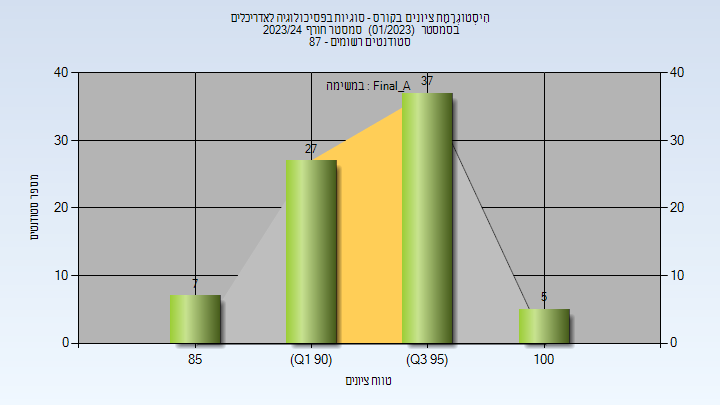 היסטוגרמת ציונים בקורס - סוגיות בפסיכולוגיה לאדריכלים
בסמסטר (01/2023) סמסטר חורף 2023/24
סטודנטים רשומים - 87
במשימה : Final_A
40 40
30 30
20 20
10 10
0 0
מספר סטודנטים
7
27
37
5
85 (Q1 90) (Q3 95) 100
טווח ציונים